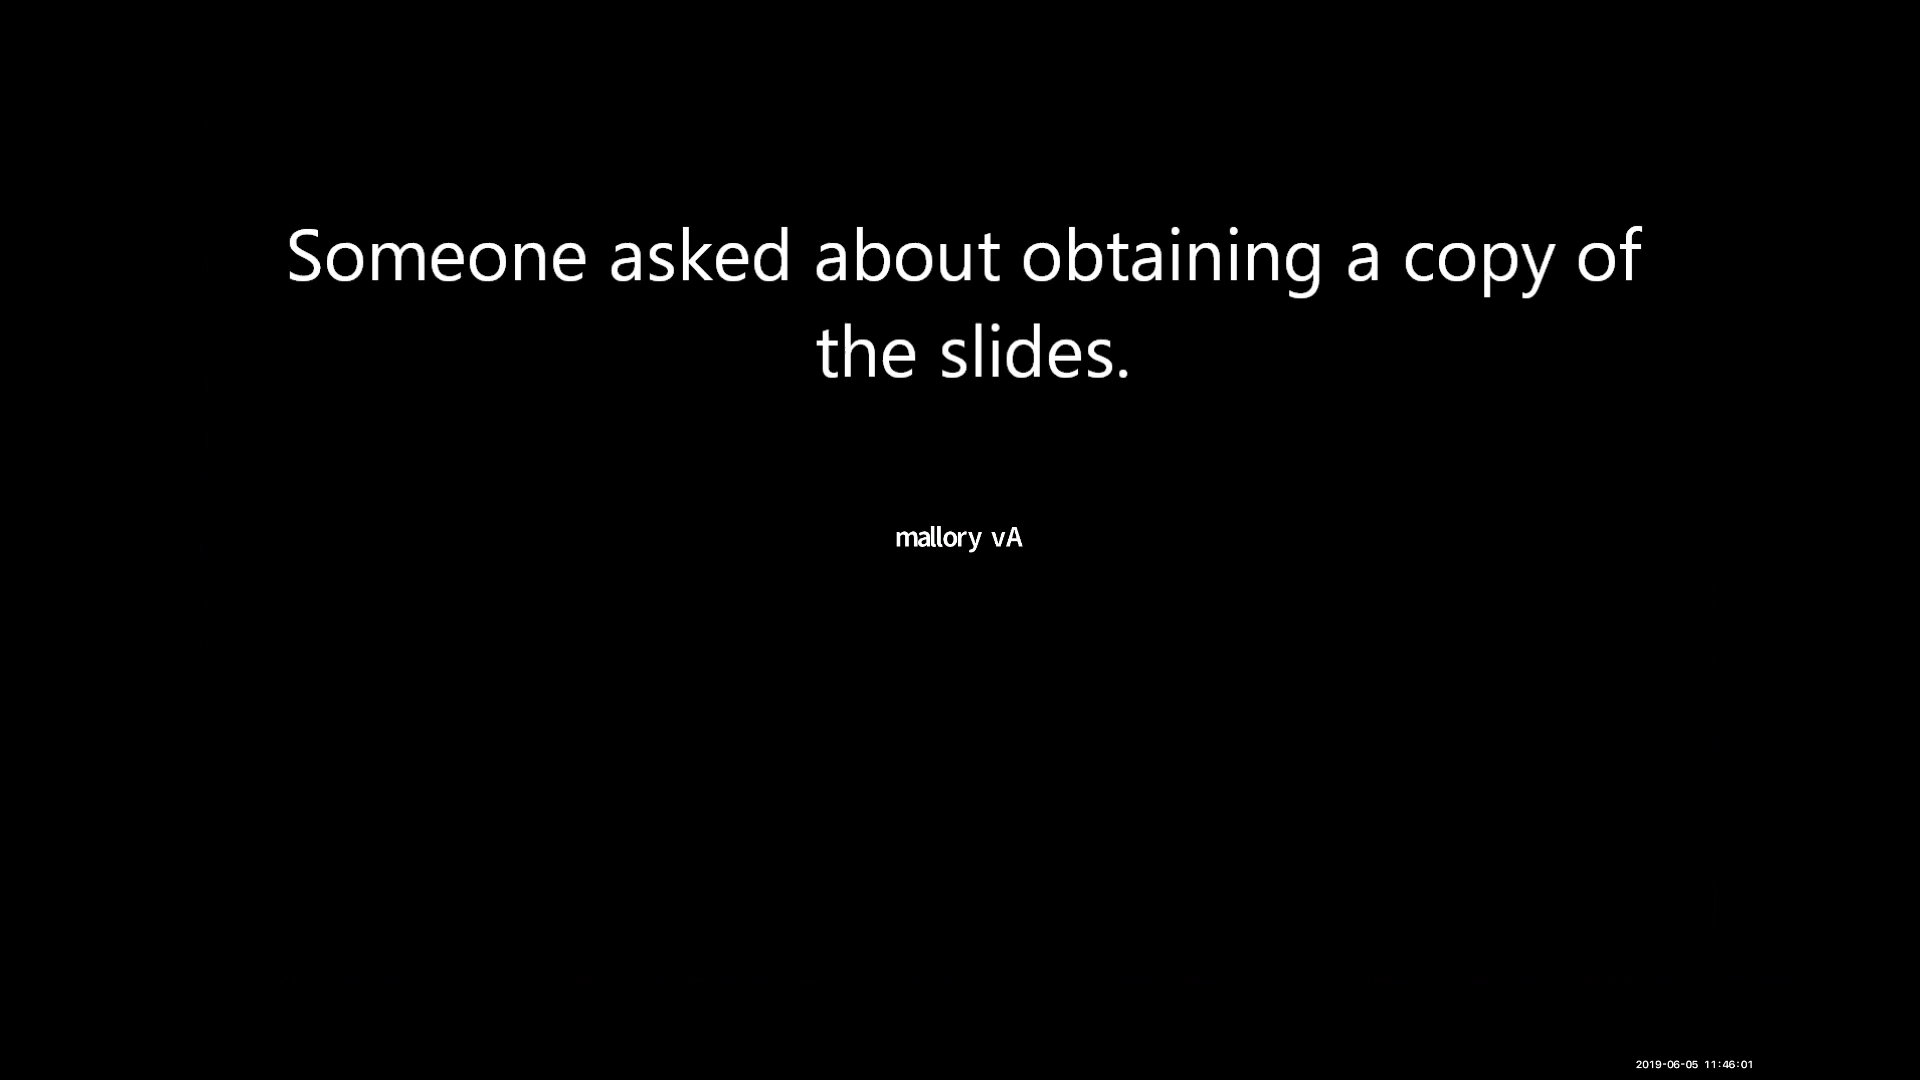 Someone asked about obtaining a copy of
the slides.
mallory vA
2019-06-05 11:46:01